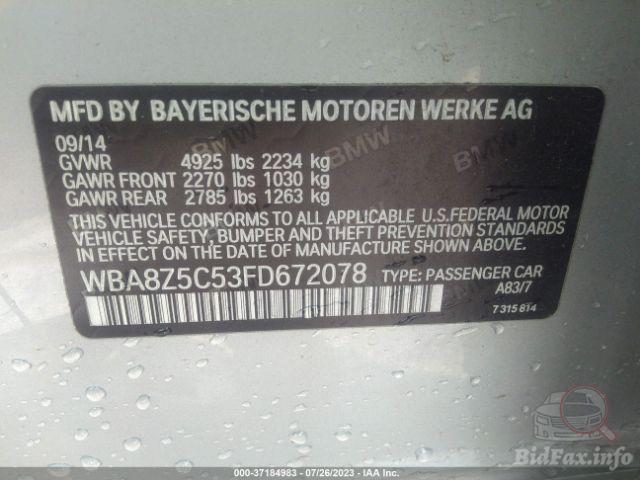 MFD BY BAYERISCHE MOTOREN WERKE AG
09/14
GVWR 4925 lbs 2234 kg
GAWR FRONT 2270 lbs 1030 kg
GAWR REAR 2785 lbs 1263 kg
THIS VEHICLE CONFORMS TO ALL APPLICABLE U.S.FEDERAL MOTOR
VEHICLE SAFETY, BUMPER AND THEFT PREVENTION STANDARDS
IN EFFECT ON THE DATE OF MANUFACTURE SHOWN ABOVE.
WBA8Z5C53FD672078 TYPE: PASSENGER CAR
A83/7
7 315 814
BMW
BMW
BMW
BidFax.info
000-37184983 / 07/26/2023 - IAA Inc.